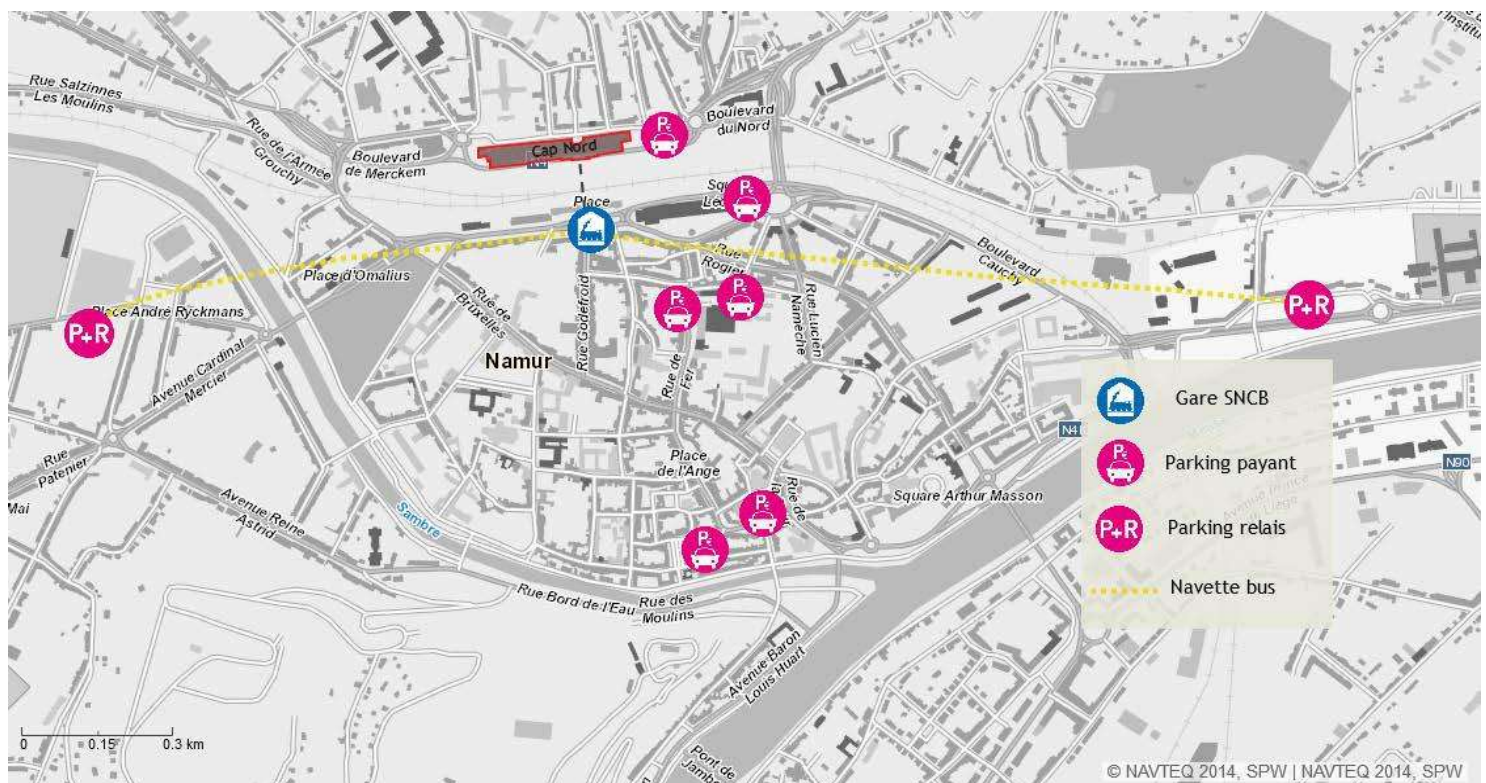 Rue Salzinnes
Les Moulins
Rue de l'Armée
Grouchy
Boulevard
de Merckem
Cap Nord
P€
Boulevard
du Nord
P€
Place
Place d'Omalius
Place André Ryckmans
P+R
Avenue Cardinal
Mercier
Rue de
Bruxelles
Rue Godefroid
Rue
Rogier
P€
P€
Rue Lucien
Namèche
Boulevard
Cauchy
P+R
Namur
Rue de
Fer
Place
de l'Ange
Rue de
Square Arthur Masson
N90
Rue
Patenier
Mai
Avenue Reine
Astrid
Sambre
P€
P€
Rue Bord de l'Eau
Rue des
Moulins
Avenue Baron
Louis Huart
Pont de
Gare SNCB
P€
Parking payant
P+R
Parking relais
Navette bus
0 0.15 0.3 km
© NAVTEQ 2014, SPW | NAVTEQ 2014, SPW